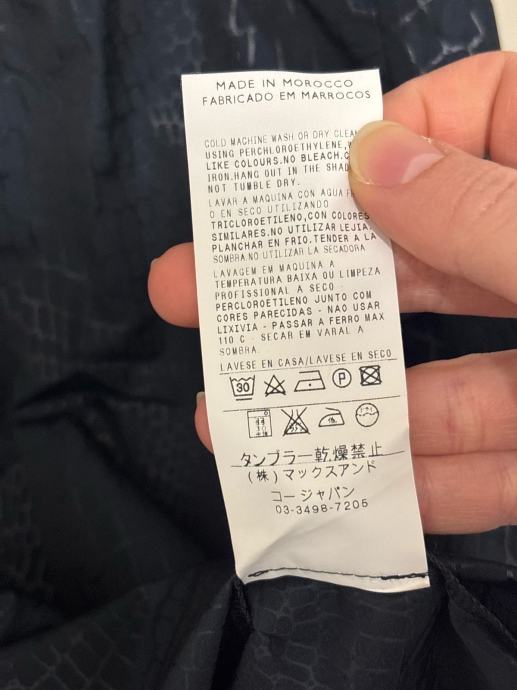 MADE IN MOROCCO
FABRICADO EM MARROCOS
COLD MACHINE WASH OR DRY CLEAN
USING PERCHLOROETHYLENE,
LIKE COLOURS.NO BLEACH.
IRON.HANG OUT IN THE SHAD
NOT TUMBLE DRY.
LAVAR A MAQUINA CON AGUA
O EN SECO UTILIZANDO
TRICLOROETILENO,CON COLORES
SIMILARES.NO UTILIZAR LEJIA.
PLANCHAR EN FRIO.TENDER A LA
SOMBRA.NO UTILIZAR LA SECADORA
LAVAGEM EM MAQUINA A
TEMPERATURA BAIXA OU LIMPEZA
PROFISSIONAL A SECO -
PERCLOROETILENO JUNTO COM
CORES PARECIDAS - NAO USAR
LIXIVIA - PASSAR A FERRO MAX
110 C - SECAR EM VARAL A
SOMBRA.
LAVESE EN CASA/LAVESE EN SECO
30 P
タンブラー乾燥禁止
(株)マックスアンド
コージャパン
03-3498-7205